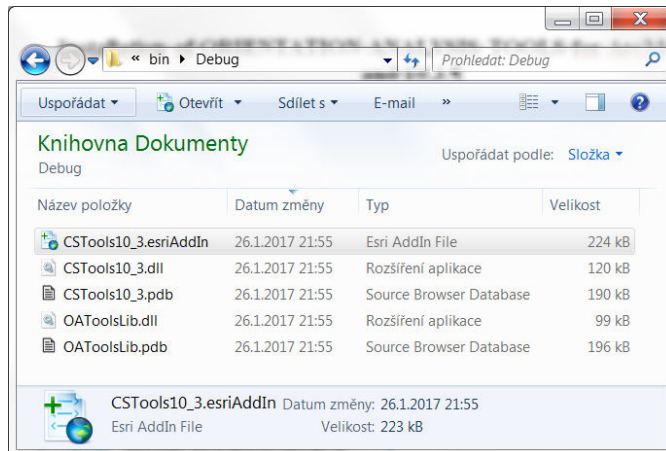 « bin ▸ Debug
Prohledat: Debug
Uspořádat
Otevřít
Sdílet s
E-mail
»
Knihovna Dokumenty
Debug
Uspořádat podle: Složka
Název položky Datum změny Typ Velikost
CSTools10_3.esriAddIn 26.1.2017 21:55 Esri AddIn File 224 kB
CSTools10_3.dll 26.1.2017 21:55 Rozšíření aplikace 120 kB
CSTools10_3.pdb 26.1.2017 21:55 Source Browser Database 190 kB
OAToolsLib.dll 26.1.2017 21:55 Rozšíření aplikace 99 kB
OAToolsLib.pdb 26.1.2017 21:55 Source Browser Database 196 kB
CSTools10_3.esriAddIn Datum změny: 26.1.2017 21:55
Esri AddIn File Velikost: 223 kB